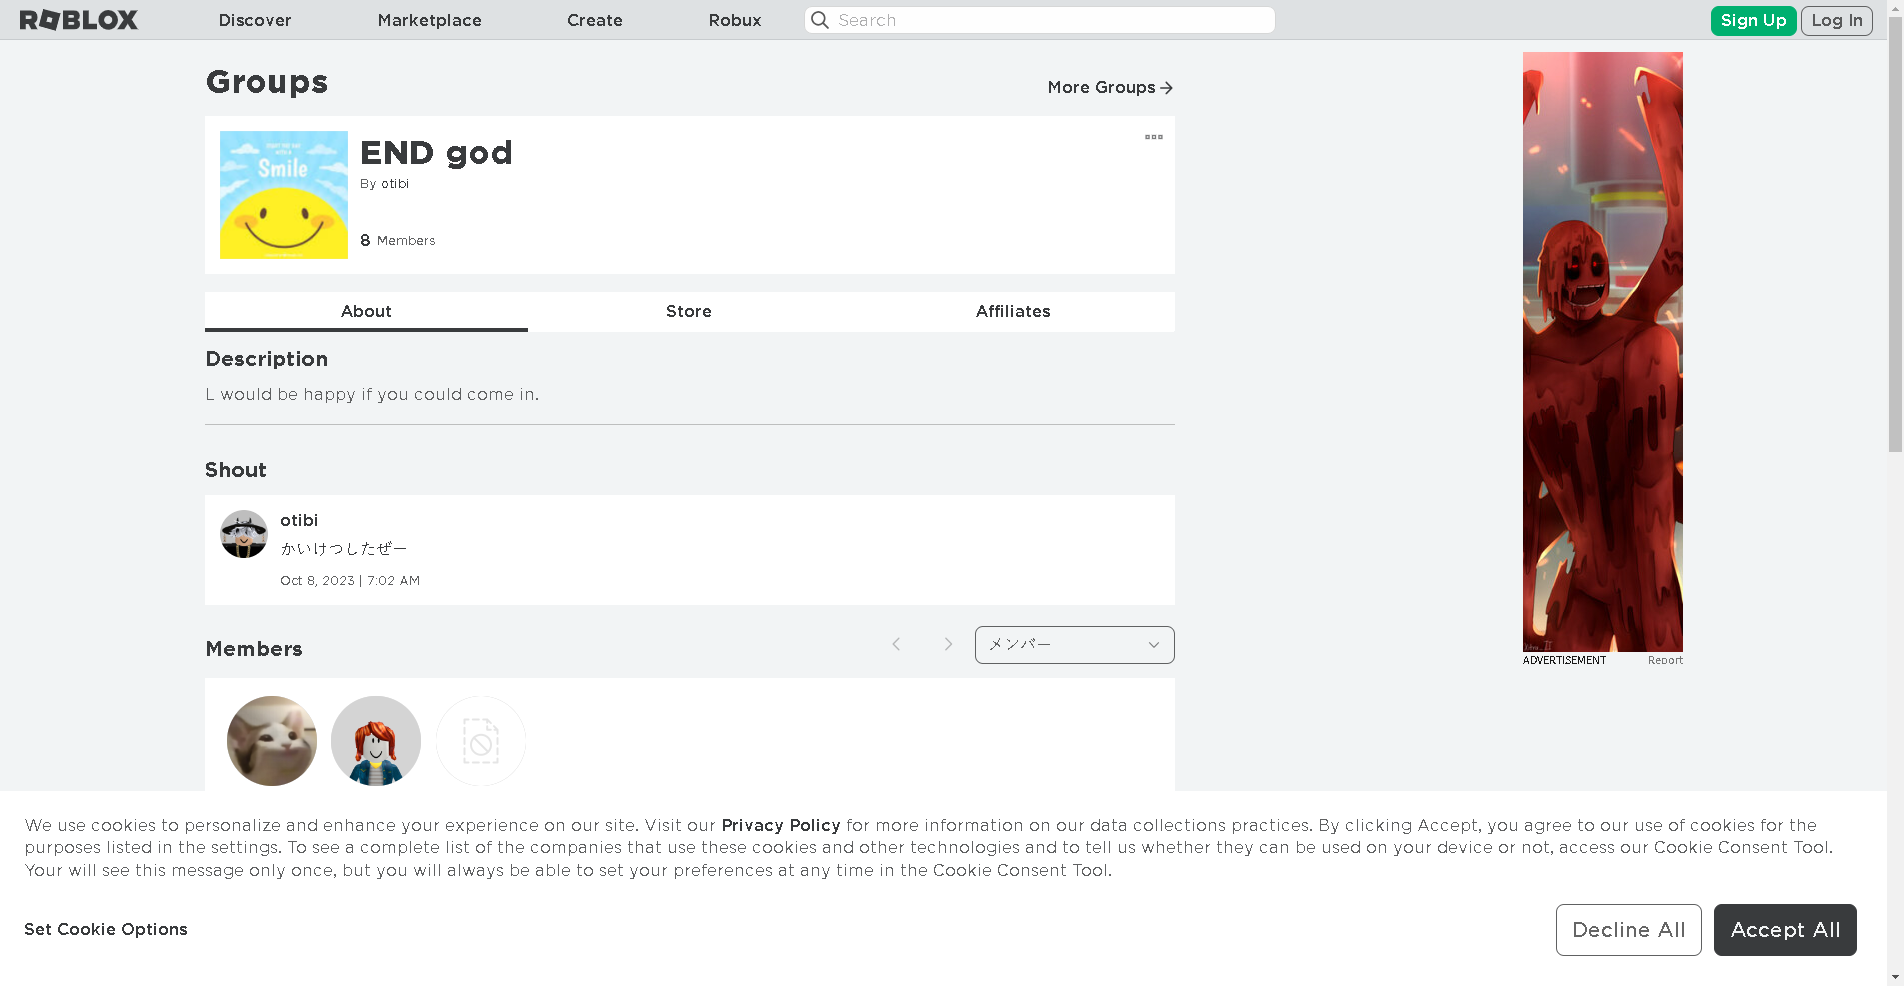 ROBLOX
Discover
Marketplace
Create
Robux
Search
Sign Up
Log In
Groups
More Groups
START THE DAY
WITH A
Smile
END god
By otibi
8 Members
About
Store
Affiliates
Description
L would be happy if you could come in.
Shout
otibi
かいけつしたぜー
Oct 8, 2023 | 7:02 AM
Members
メンバー
ADVERTISEMENT
Report
We use cookies to personalize and enhance your experience on our site. Visit our Privacy Policy for more information on our data collections practices. By clicking Accept, you agree to our use of cookies for the
purposes listed in the settings. To see a complete list of the companies that use these cookies and other technologies and to tell us whether they can be used on your device or not, access our Cookie Consent Tool.
Your will see this message only once, but you will always be able to set your preferences at any time in the Cookie Consent Tool.
Set Cookie Options
Decline All
Accept All